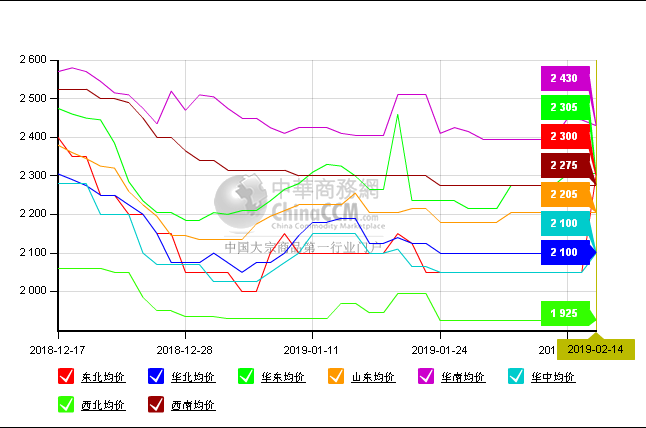 2 600
2 500
2 400
2 300
2 200
2 100
2 000
2 430
2 305
2 300
2 275
2 205
2 100
2 100
1 925
中華商務網
ChinaCCM.com
China Commodity Marketplace
中国大宗商品第一行业门户
2018-12-17 2018-12-28 2019-01-11 2019-01-24 2019-02-14
东北均价 华北均价 华东均价 山东均价 华南均价 华中均价
西北均价 西南均价